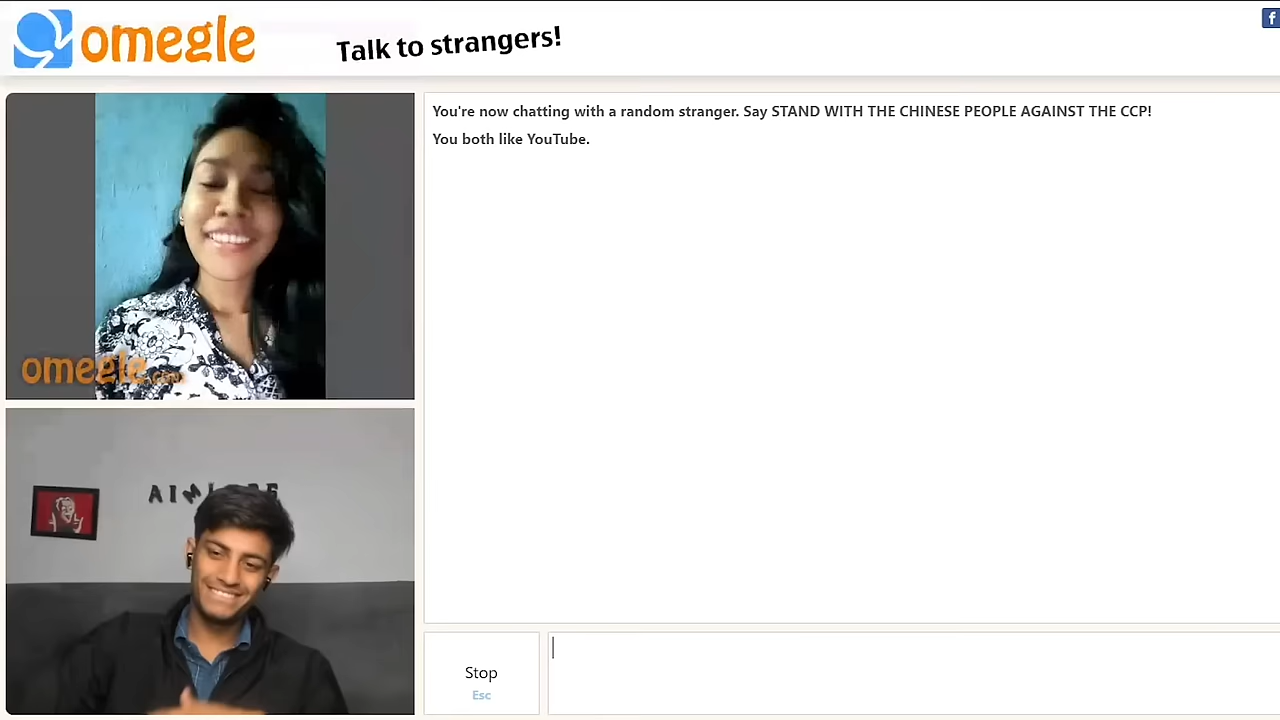 omegle
Talk to strangers!
f
You're now chatting with a random stranger. Say STAND WITH THE CHINESE PEOPLE AGAINST THE CCP!
You both like YouTube.
omegle.com
Stop
Esc